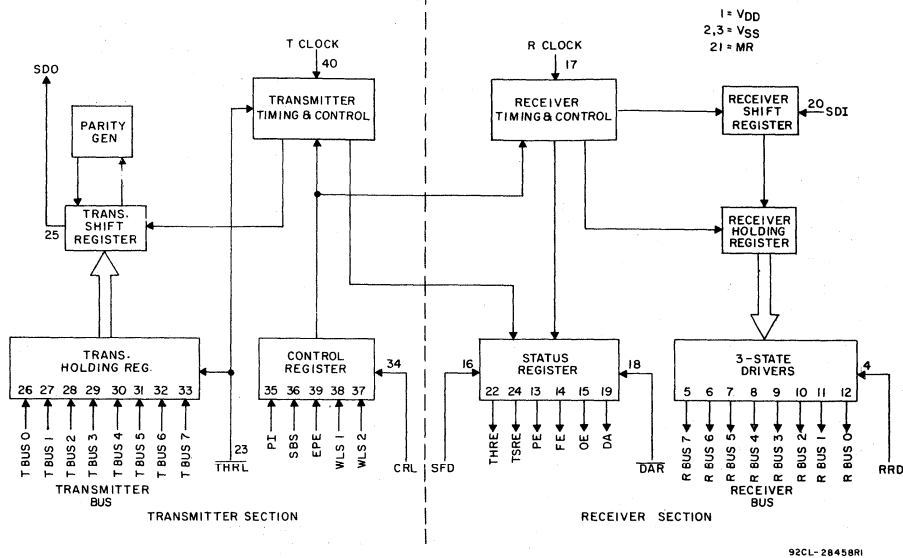 1 = VDD
2,3 = VSS
21 = MR
T CLOCK
40
R CLOCK
17
SDO
PARITY
GEN
TRANSMITTER
TIMING & CONTROL
RECEIVER
TIMING & CONTROL
RECEIVER
SHIFT
REGISTER
20
SDI
TRANS.
SHIFT
REGISTER
25
RECEIVER
HOLDING
REGISTER
TRANS.
HOLDING REG.
26 27 28 29 30 31 32 33
T BUS 0
T BUS 1
T BUS 2
T BUS 3
T BUS 4
T BUS 5
T BUS 6
T BUS 7
TRANSMITTER
BUS
23
THRL
CONTROL
REGISTER
35 36 39 38 37
PI
SBS
EPE
WLS 1
WLS 2
34
CRL
16
SFD
STATUS
REGISTER
22 24 13 14 15 19
THRE
TSRE
PE
FE
OE
DA
18
DAR
3-STATE
DRIVERS
5 6 7 8 9 10 11 12
R BUS 7
R BUS 6
R BUS 5
R BUS 4
R BUS 3
R BUS 2
R BUS 1
R BUS 0
RECEIVER
BUS
4
RRD
TRANSMITTER SECTION
RECEIVER SECTION
92CL-28458R1